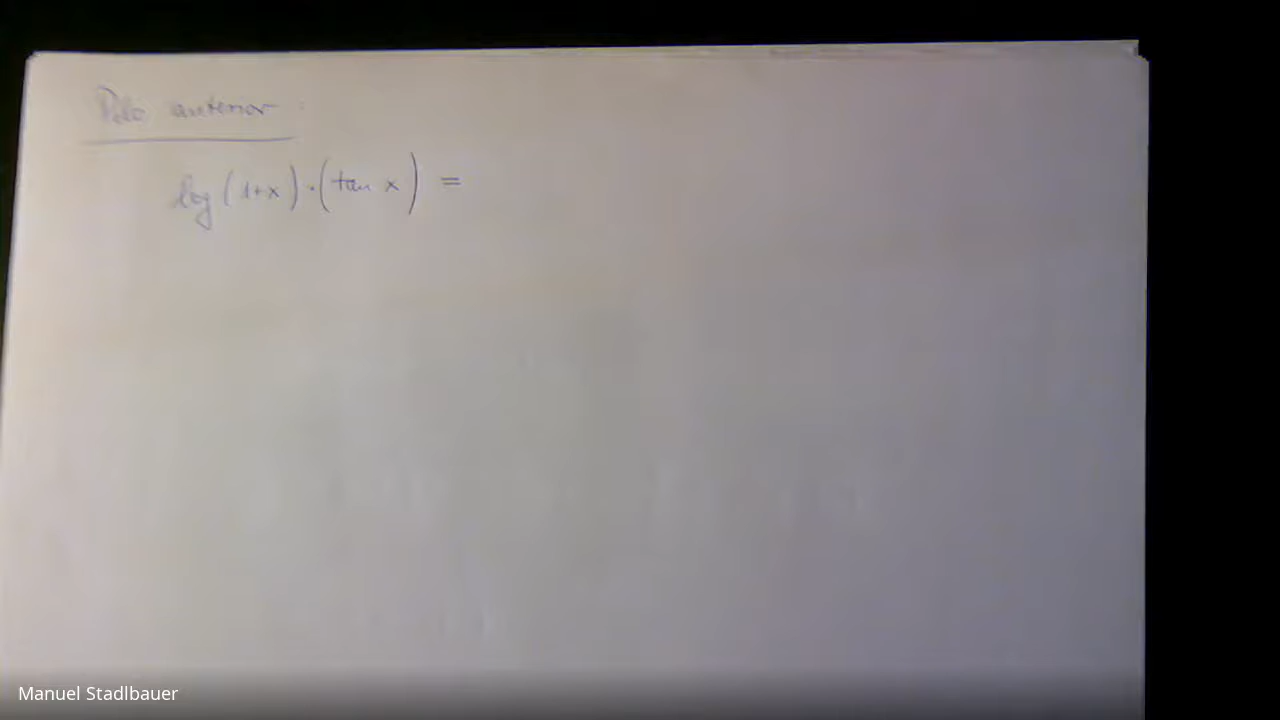 Pelo anterior :
log (1+x) · (tan x) =
Manuel Stadlbauer